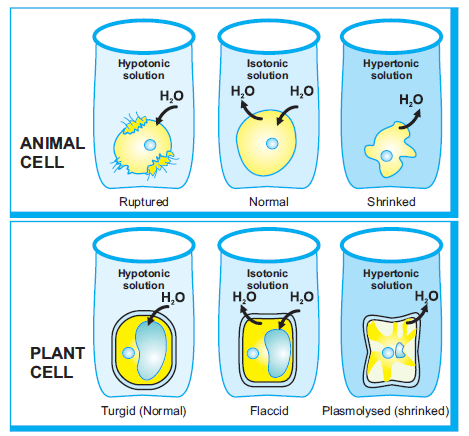 Hypotonic
solution
Isotonic
solution
Hypertonic
solution
H₂O
H₂O
H₂O
H₂O
ANIMAL
CELL
Ruptured
Normal
Shrinked
Hypotonic
solution
Isotonic
solution
Hypertonic
solution
H₂O
H₂O
H₂O
H₂O
PLANT
CELL
Turgid (Normal)
Flaccid
Plasmolysed (shrinked)